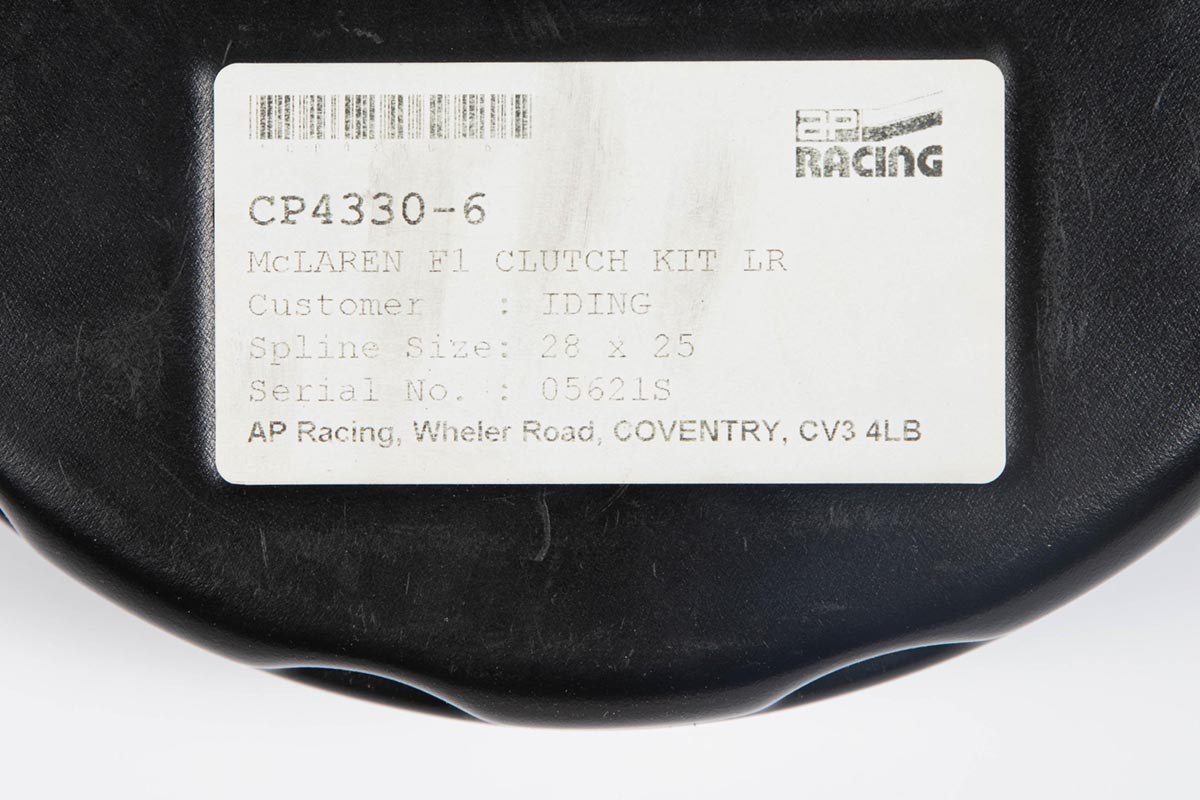 ap
RACING
CP4330-6
McLAREN F1 CLUTCH KIT LR
Customer : IDING
Spline Size: 28 x 25
Serial No. : 05621S
AP Racing, Wheler Road, COVENTRY, CV3 4LB